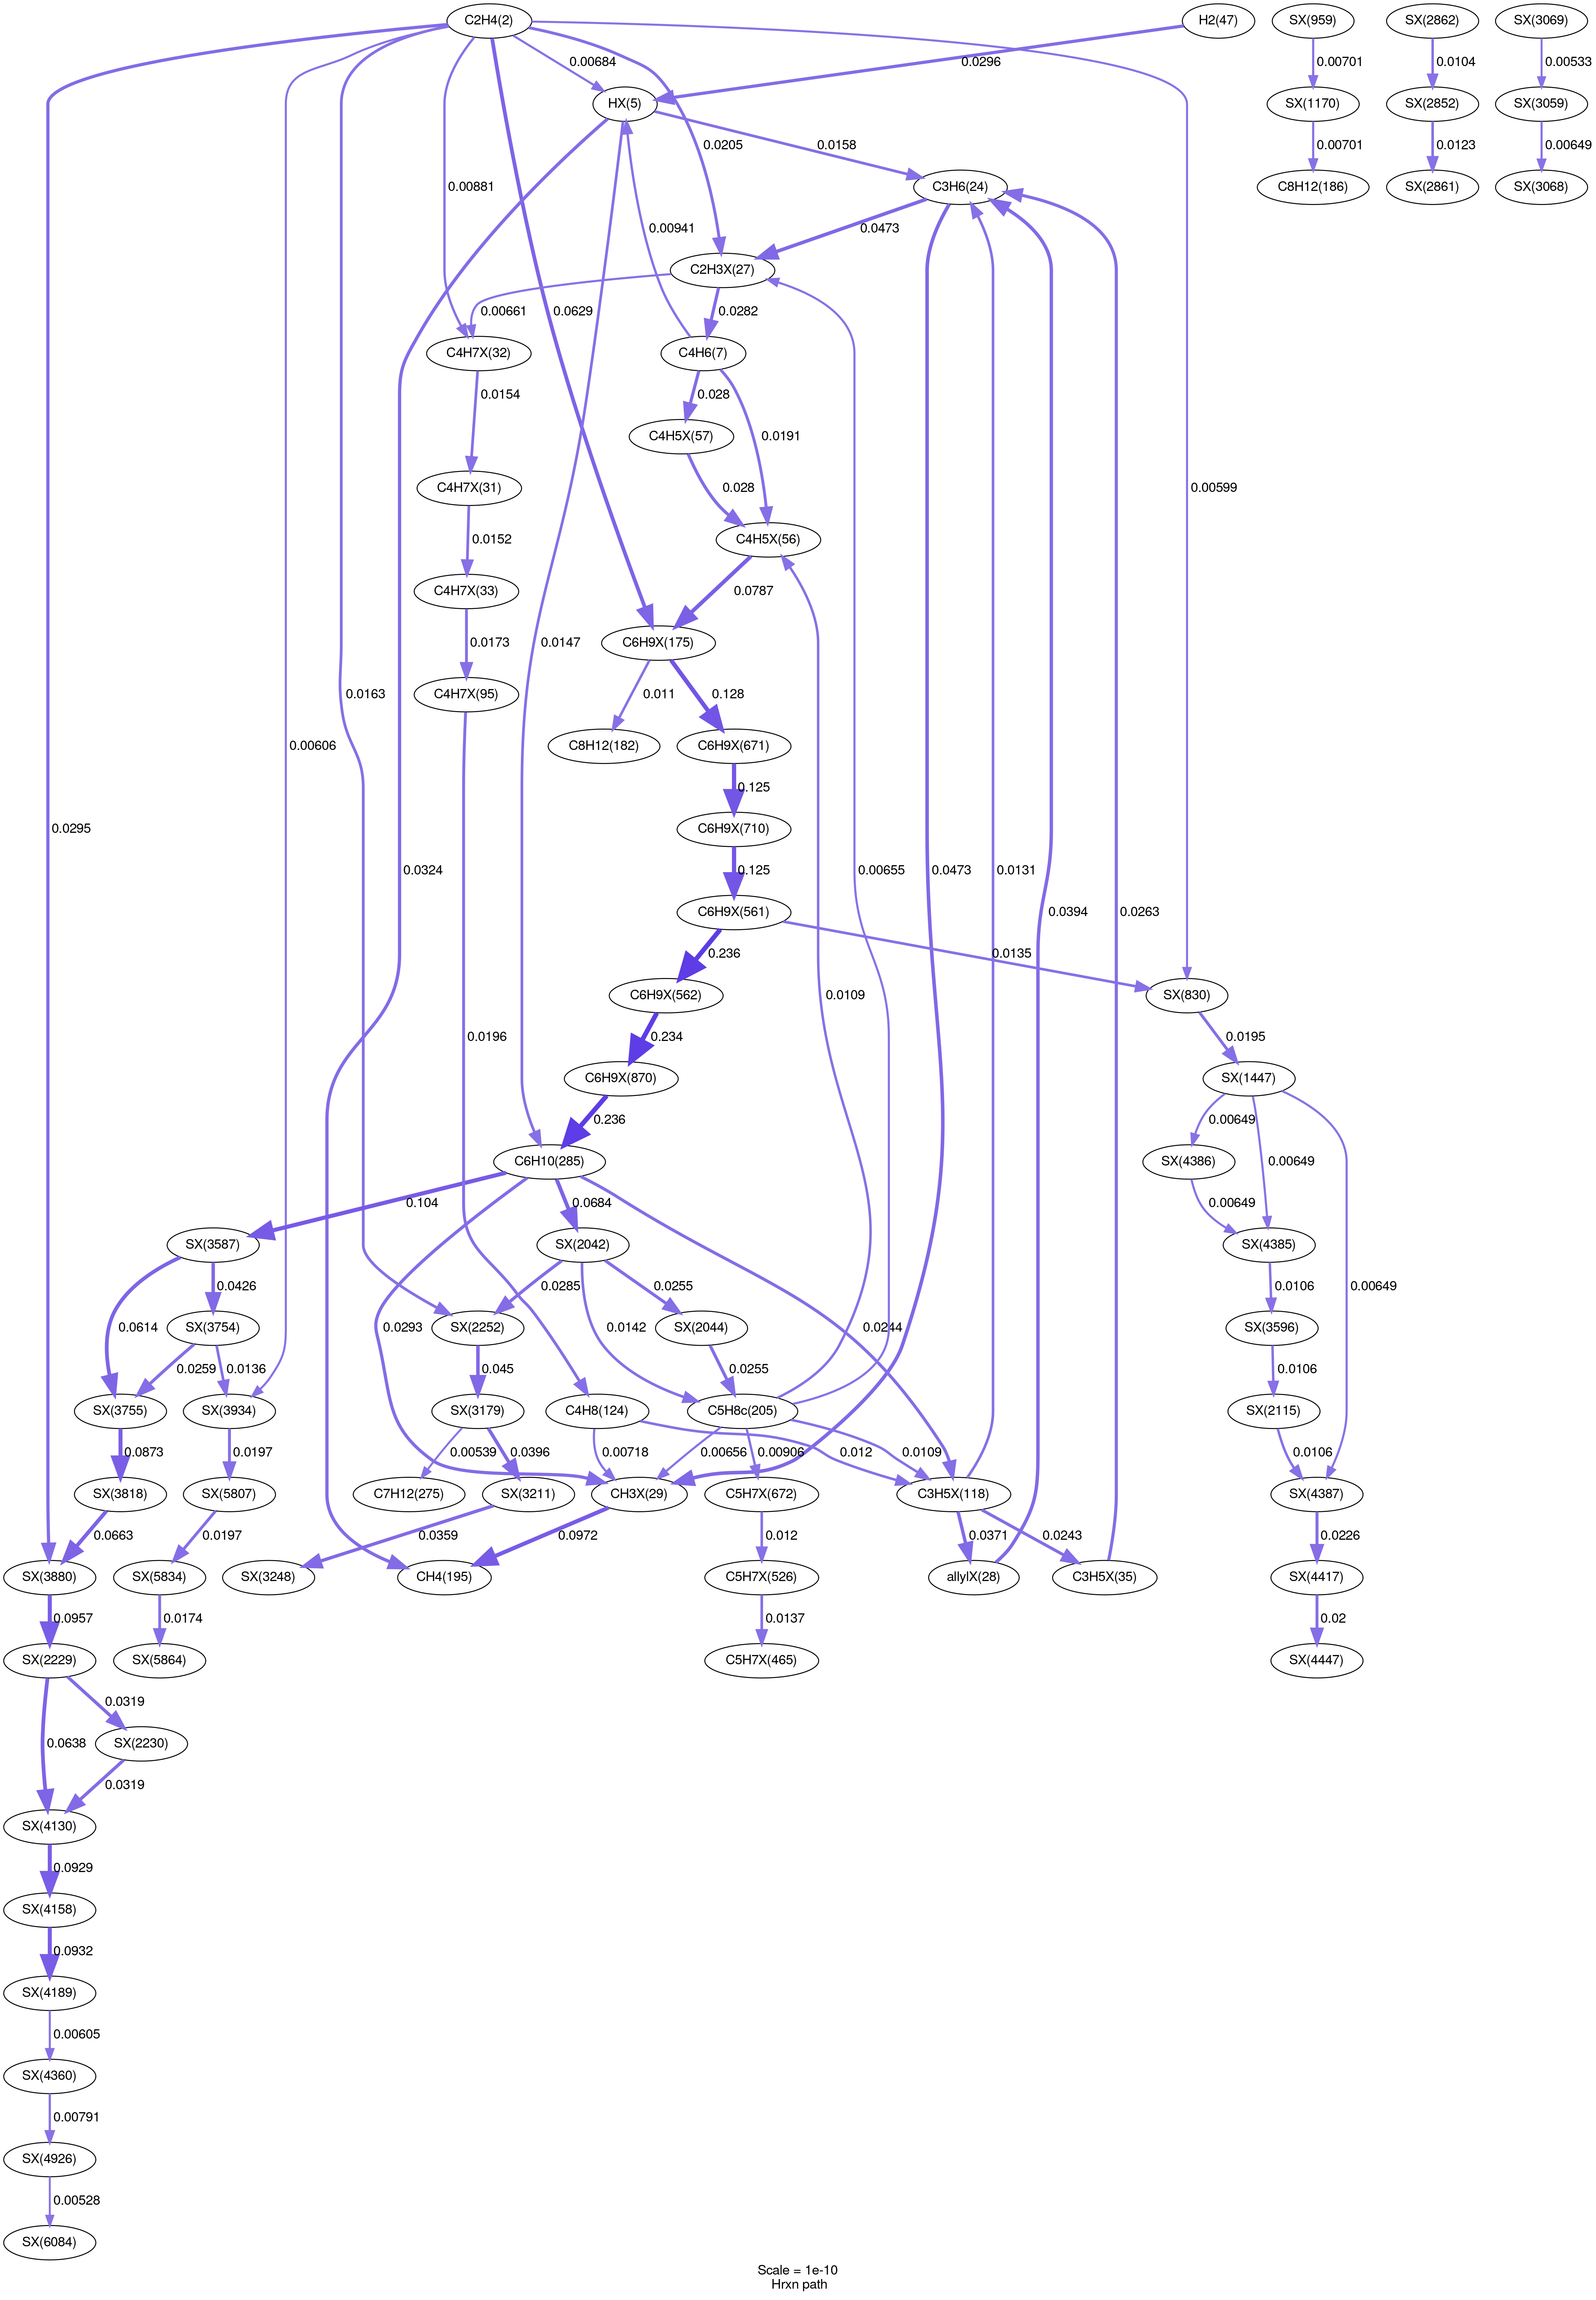 C2H4(2)
H2(47)
SX(959)
SX(2862)
SX(3069)
0.00684
0.0296
0.00701
0.0104
0.00533
HX(5)
SX(1170)
SX(2852)
SX(3059)
0.0205
0.0158
0.00701
0.0123
0.00649
0.00881
C3H6(24)
C8H12(186)
SX(2861)
SX(3068)
0.00941
0.0473
C2H3X(27)
0.00661
0.0629
0.0282
C4H7X(32)
C4H6(7)
0.0154
0.028
0.0191
C4H5X(57)
C4H7X(31)
0.028
0.00599
0.0152
C4H5X(56)
C4H7X(33)
0.0787
0.0173
0.0147
C6H9X(175)
C4H7X(95)
0.0163
0.011
0.128
0.00606
C8H12(182)
C6H9X(671)
0.125
0.0295
C6H9X(710)
0.0324
0.125
0.00655
0.0473
0.0131
0.0394
0.0263
C6H9X(561)
0.236
0.0135
C6H9X(562)
SX(830)
0.0109
0.0196
0.234
0.0195
C6H9X(870)
SX(1447)
0.236
0.00649
C6H10(285)
SX(4386)
0.00649
0.104
0.0684
0.00649
SX(3587)
SX(2042)
SX(4385)
0.0426
0.0285
0.0255
0.0106
0.00649
0.0614
SX(3754)
0.0293
SX(2252)
0.0142
SX(2044)
0.0244
SX(3596)
0.0259
0.0136
0.045
0.0255
0.0106
SX(3755)
SX(3934)
SX(3179)
C4H8(124)
C5H8c(205)
SX(2115)
0.0873
0.0197
0.00539
0.0396
0.00718
0.00656
0.00906
0.012
0.0109
0.0106
SX(3818)
SX(5807)
C7H12(275)
SX(3211)
CH3X(29)
C5H7X(672)
C3H5X(118)
SX(4387)
0.0663
0.0197
0.0359
0.0972
0.012
0.0371
0.0243
0.0226
SX(3880)
SX(5834)
SX(3248)
CH4(195)
C5H7X(526)
allylX(28)
C3H5X(35)
SX(4417)
0.0957
0.0174
0.0137
0.02
SX(2229)
SX(5864)
C5H7X(465)
SX(4447)
0.0319
0.0638
SX(2230)
0.0319
SX(4130)
0.0929
SX(4158)
0.0932
SX(4189)
0.00605
SX(4360)
0.00791
SX(4926)
0.00528
SX(6084)
Scale = 1e-10
Hrxn path